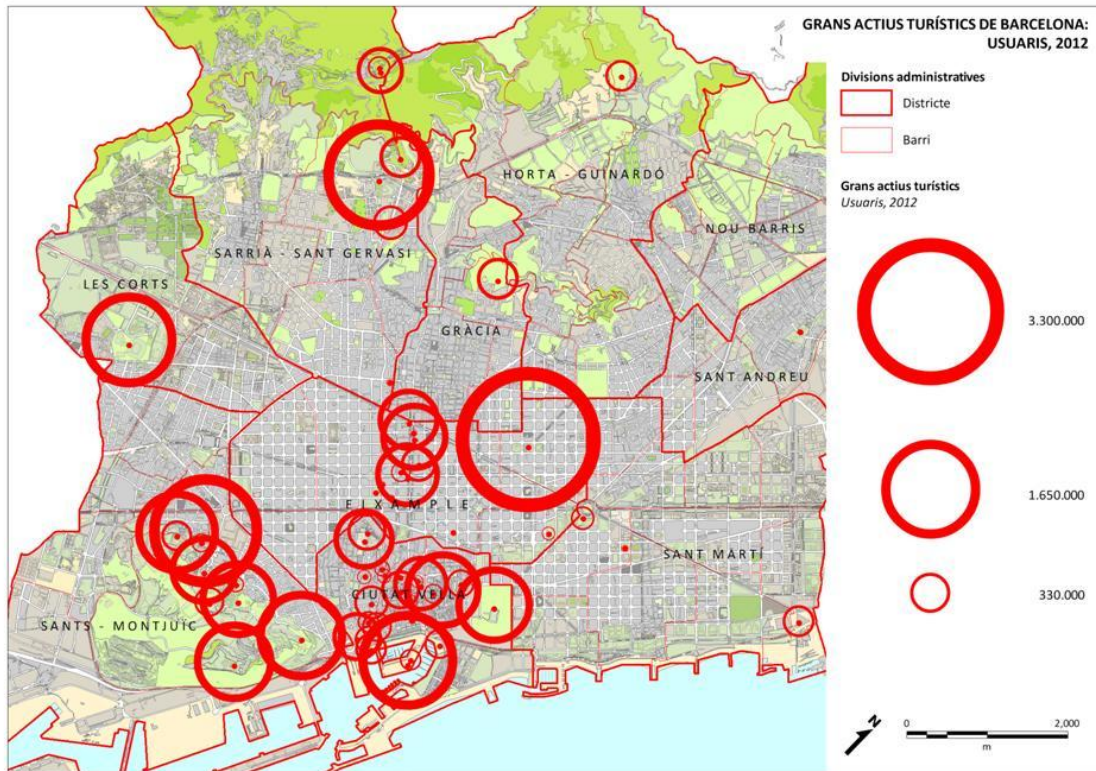 GRANS ACTIUS TURÍSTICS DE BARCELONA:
USUARIS, 2012
Divisions administratives
Districte
Barri
Grans actius turístics
Usuaris, 2012
3.300.000
1.650.000
330.000
N
0 2,000
m
HORTA - GUINARDÓ
NOU BARRIS
SARRIÀ - SANT GERVASI
LES CORTS
GRÀCIA
SANT ANDREU
EIXAMPLE
SANT MARTÍ
CIUTAT VELLA
SANTS - MONTJUÏC